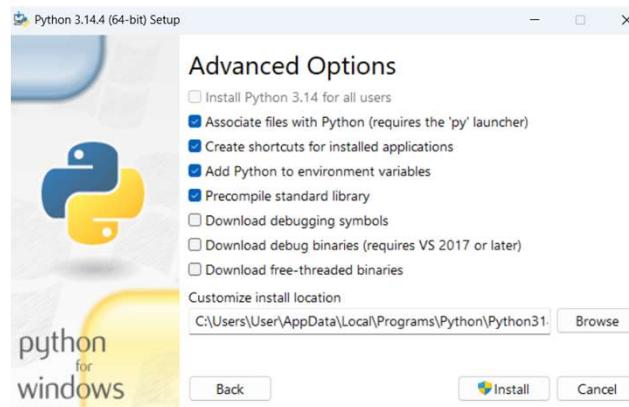 Python 3.14.4 (64-bit) Setup
Advanced Options
Install Python 3.14 for all users
Associate files with Python (requires the 'py' launcher)
Create shortcuts for installed applications
Add Python to environment variables
Precompile standard library
Download debugging symbols
Download debug binaries (requires VS 2017 or later)
Download free-threaded binaries
Customize install location
C:\Users\User\AppData\Local\Programs\Python\Python31
Browse
python
for
windows
Back
Install
Cancel